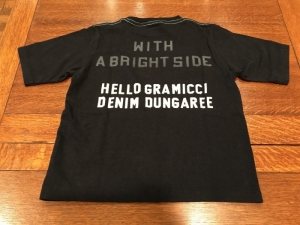 WITH
A BRIGHT SIDE
HELLO GRAMICCI
DENIM DUNGAREE